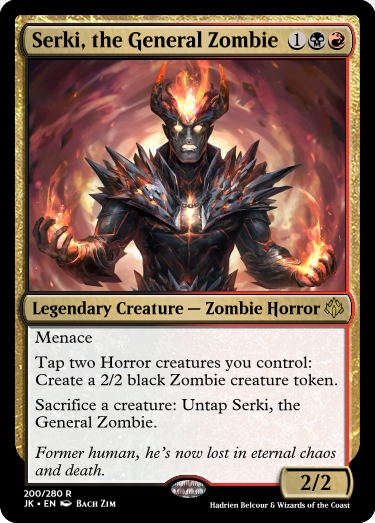 Serki, the General Zombie 1
Legendary Creature — Zombie Horror
Menace
Tap two Horror creatures you control:
Create a 2/2 black Zombie creature token.
Sacrifice a creature: Untap Serki, the
General Zombie.
Former human, he's now lost in eternal chaos
and death.
2/2
200/280 R
JK • EN Bach Zim
Hadrien Belcour & Wizards of the Coast